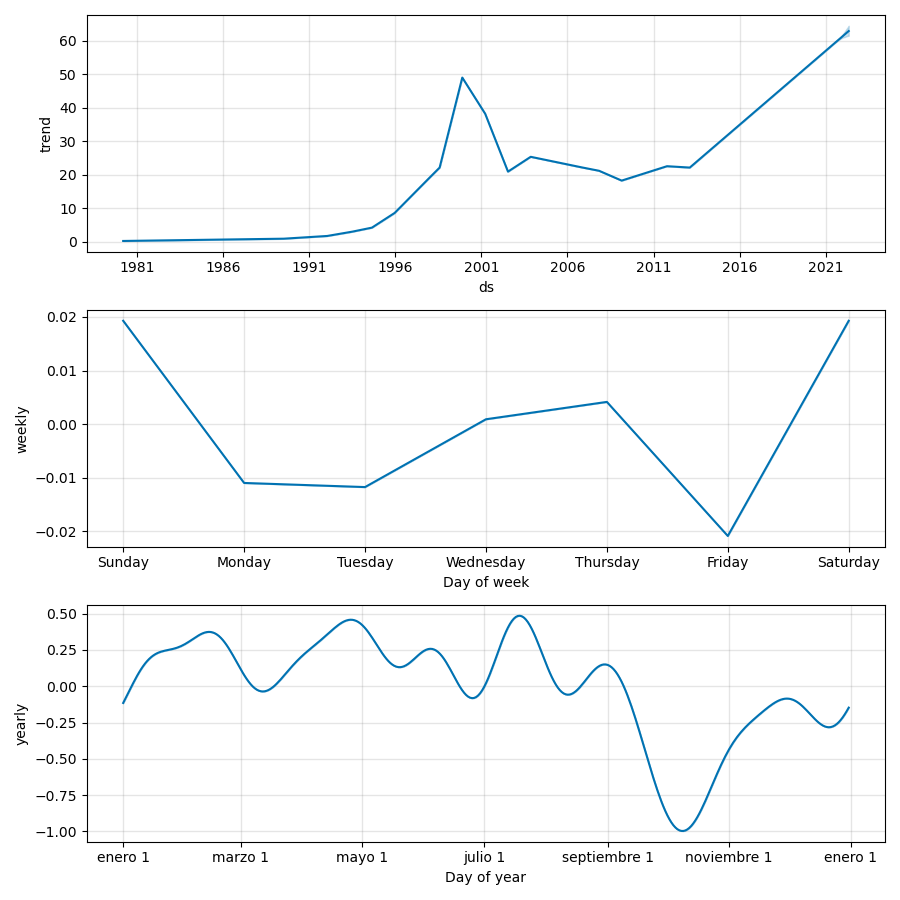 60
50
40
30
20
10
0
trend
1981 1986 1991 1996 2001 2006 2011 2016 2021
ds
0.02
0.01
0.00
−0.01
−0.02
weekly
Sunday Monday Tuesday Wednesday Thursday Friday Saturday
Day of week
0.50
0.25
0.00
−0.25
−0.50
−0.75
−1.00
yearly
enero 1 marzo 1 mayo 1 julio 1 septiembre 1 noviembre 1 enero 1
Day of year